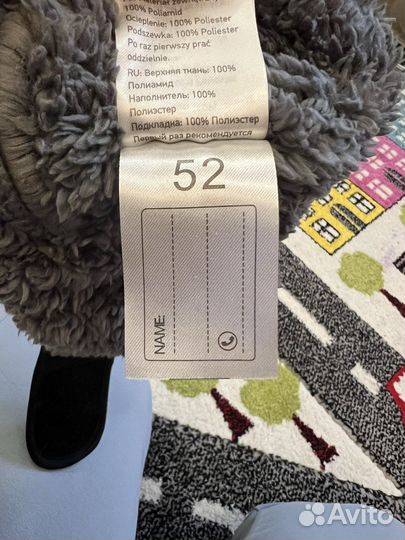 100% Poliamid
Ocieplenie: 100% Poliester
Podszewka: 100% Poliester
Po raz pierwszy prać
oddzielnie.
RU: Верхняя ткань: 100%
Полиамид
Наполнитель: 100%
Полиэстер
Подкладка: 100% Полиэстер
Первый раз рекомендуется
52
NAME:
Avito